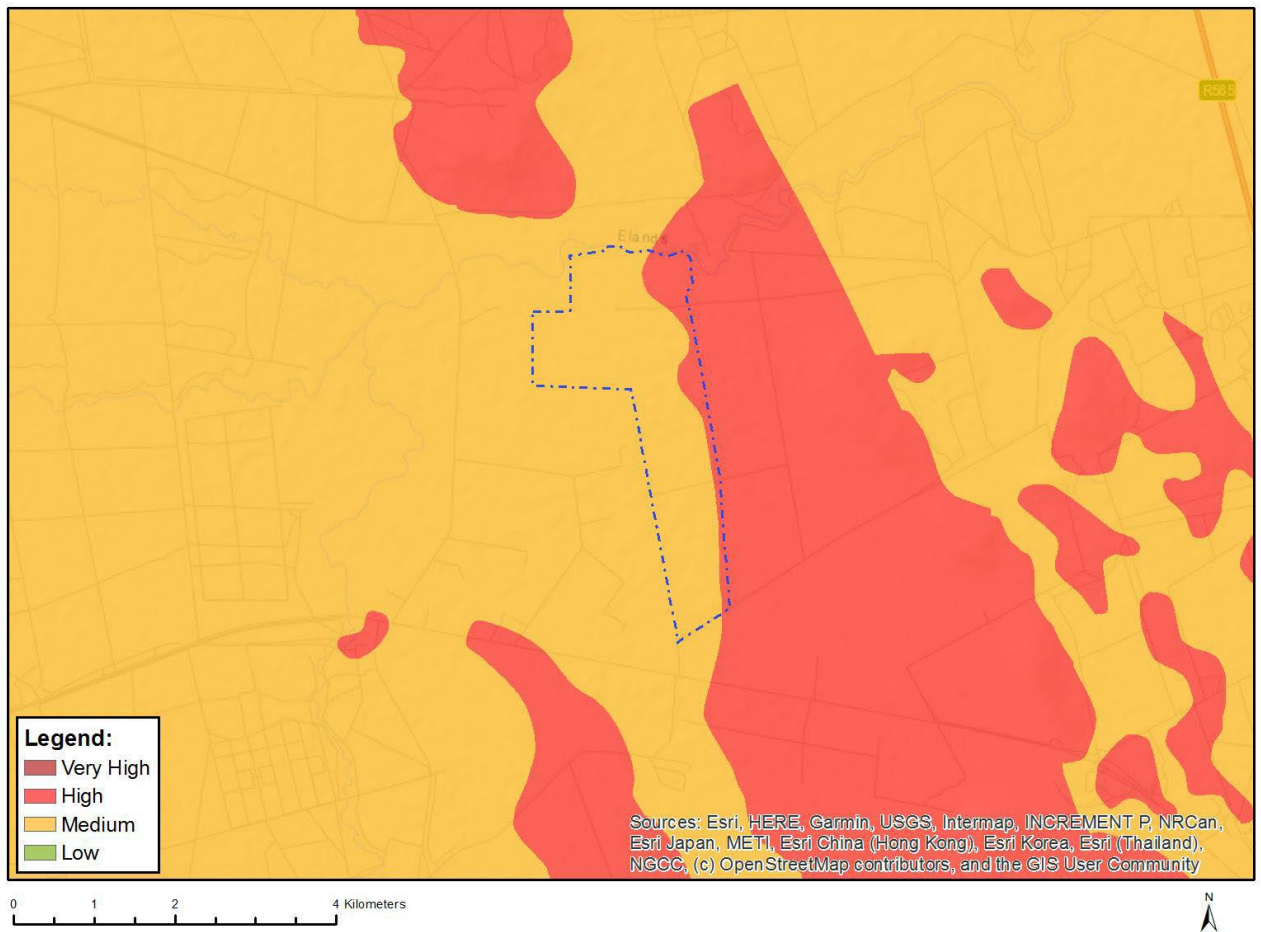 R565
Elands
Legend:
Very High
High
Medium
Low
Sources: Esri, HERE, Garmin, USGS, Intermap, INCREMENT P, NRCan,
Esri Japan, METI, Esri China (Hong Kong), Esri Korea, Esri (Thailand),
NGCC, (c) OpenStreetMap contributors, and the GIS User Community
0 1 2 4 Kilometers
N